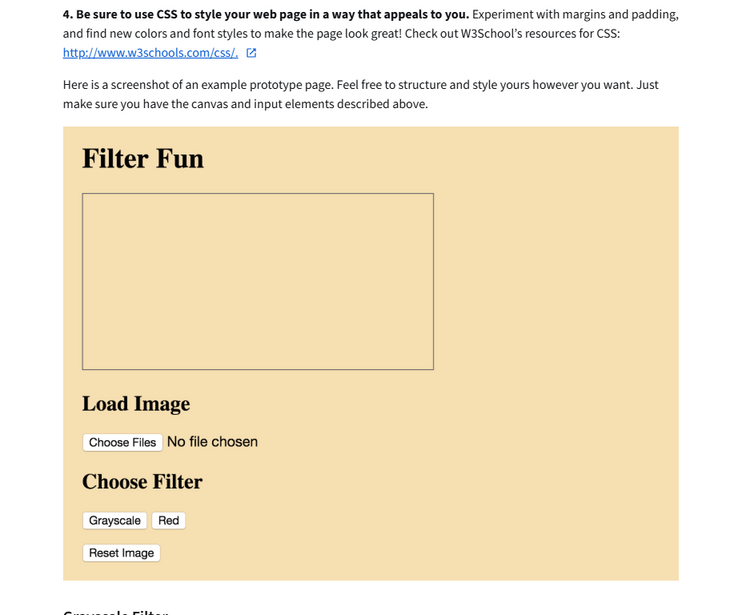 4. Be sure to use CSS to style your web page in a way that appeals to you. Experiment with margins and padding,
and find new colors and font styles to make the page look great! Check out W3School’s resources for CSS:
http://www.w3schools.com/css/.
Here is a screenshot of an example prototype page. Feel free to structure and style yours however you want. Just
make sure you have the canvas and input elements described above.
Filter Fun
Load Image
Choose Files No file chosen
Choose Filter
Grayscale Red
Reset Image
Grayscale Filter